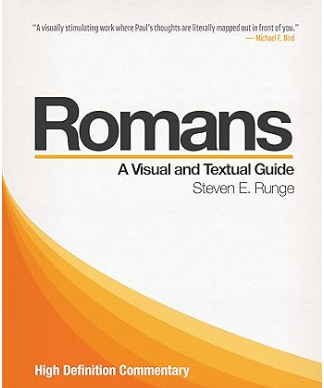 "A visually stimulating work where Paul's thoughts are literally mapped out in front of you."
— Michael F. Bird
Romans
A Visual and Textual Guide
Steven E. Runge
High Definition Commentary